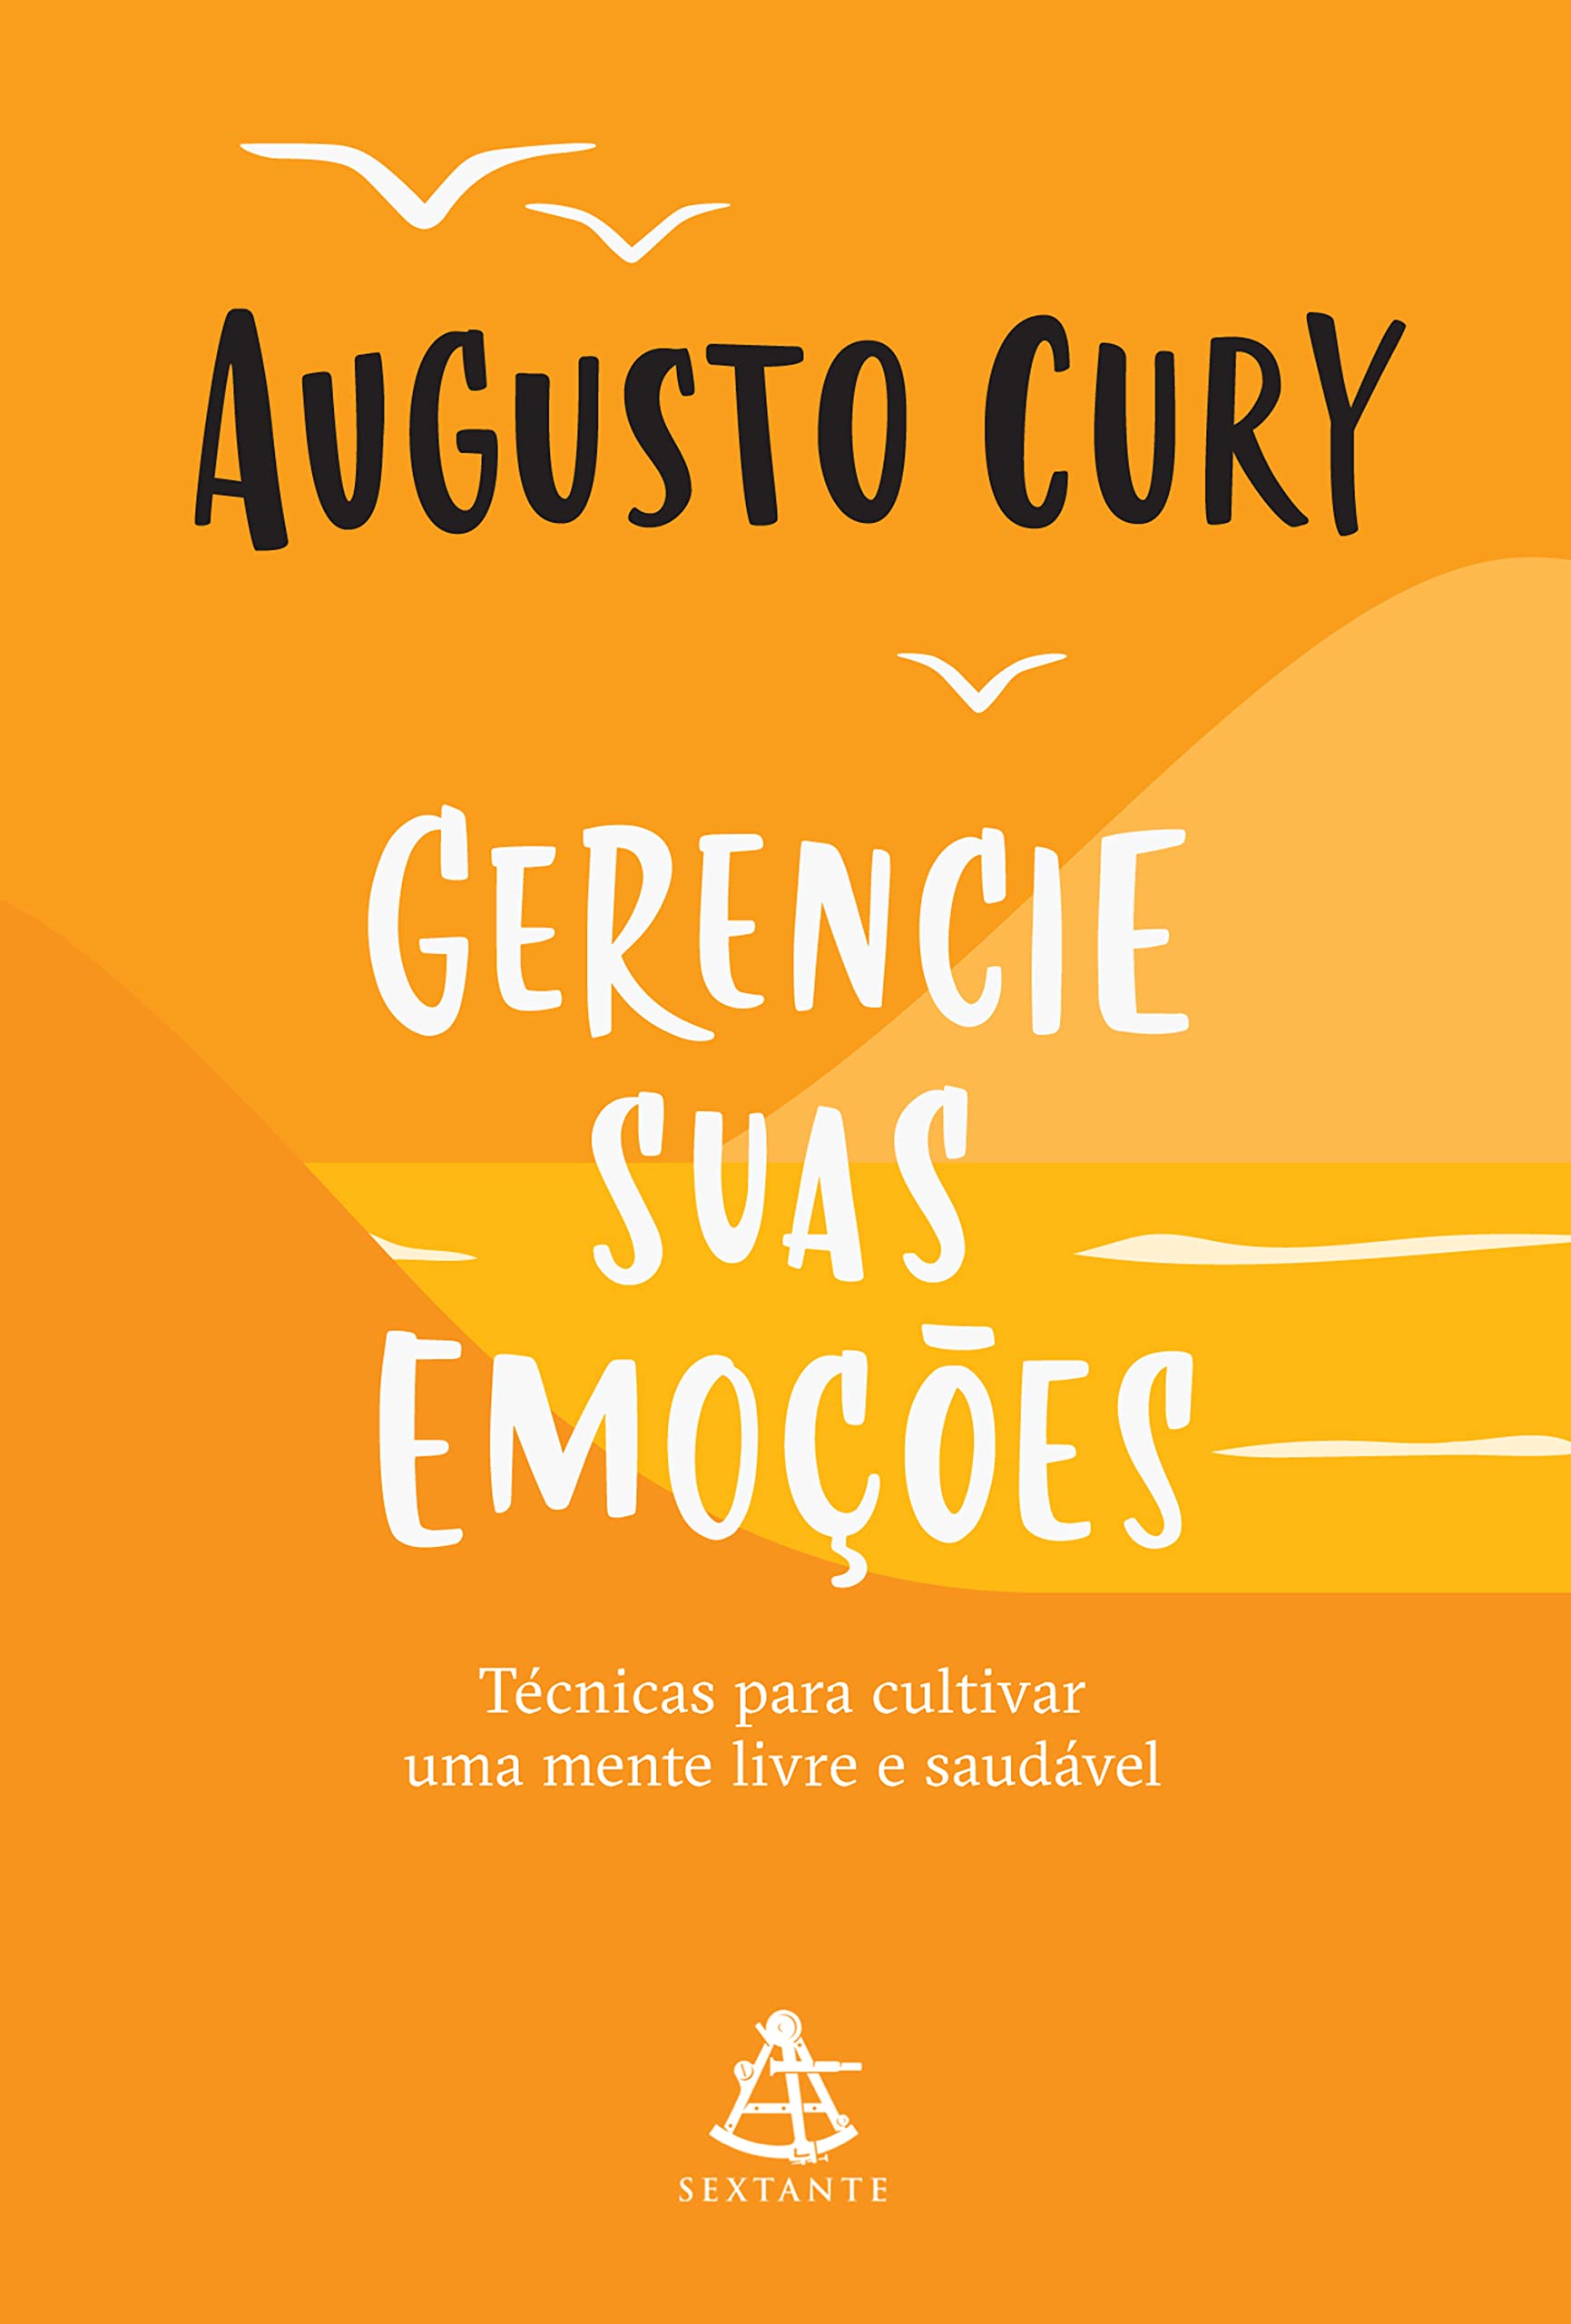 AUGUSTO CURY
GERENCIE
SUAS
EMOÇÕES
Técnicas para cultivar
uma mente livre e saudável
SEXTANTE